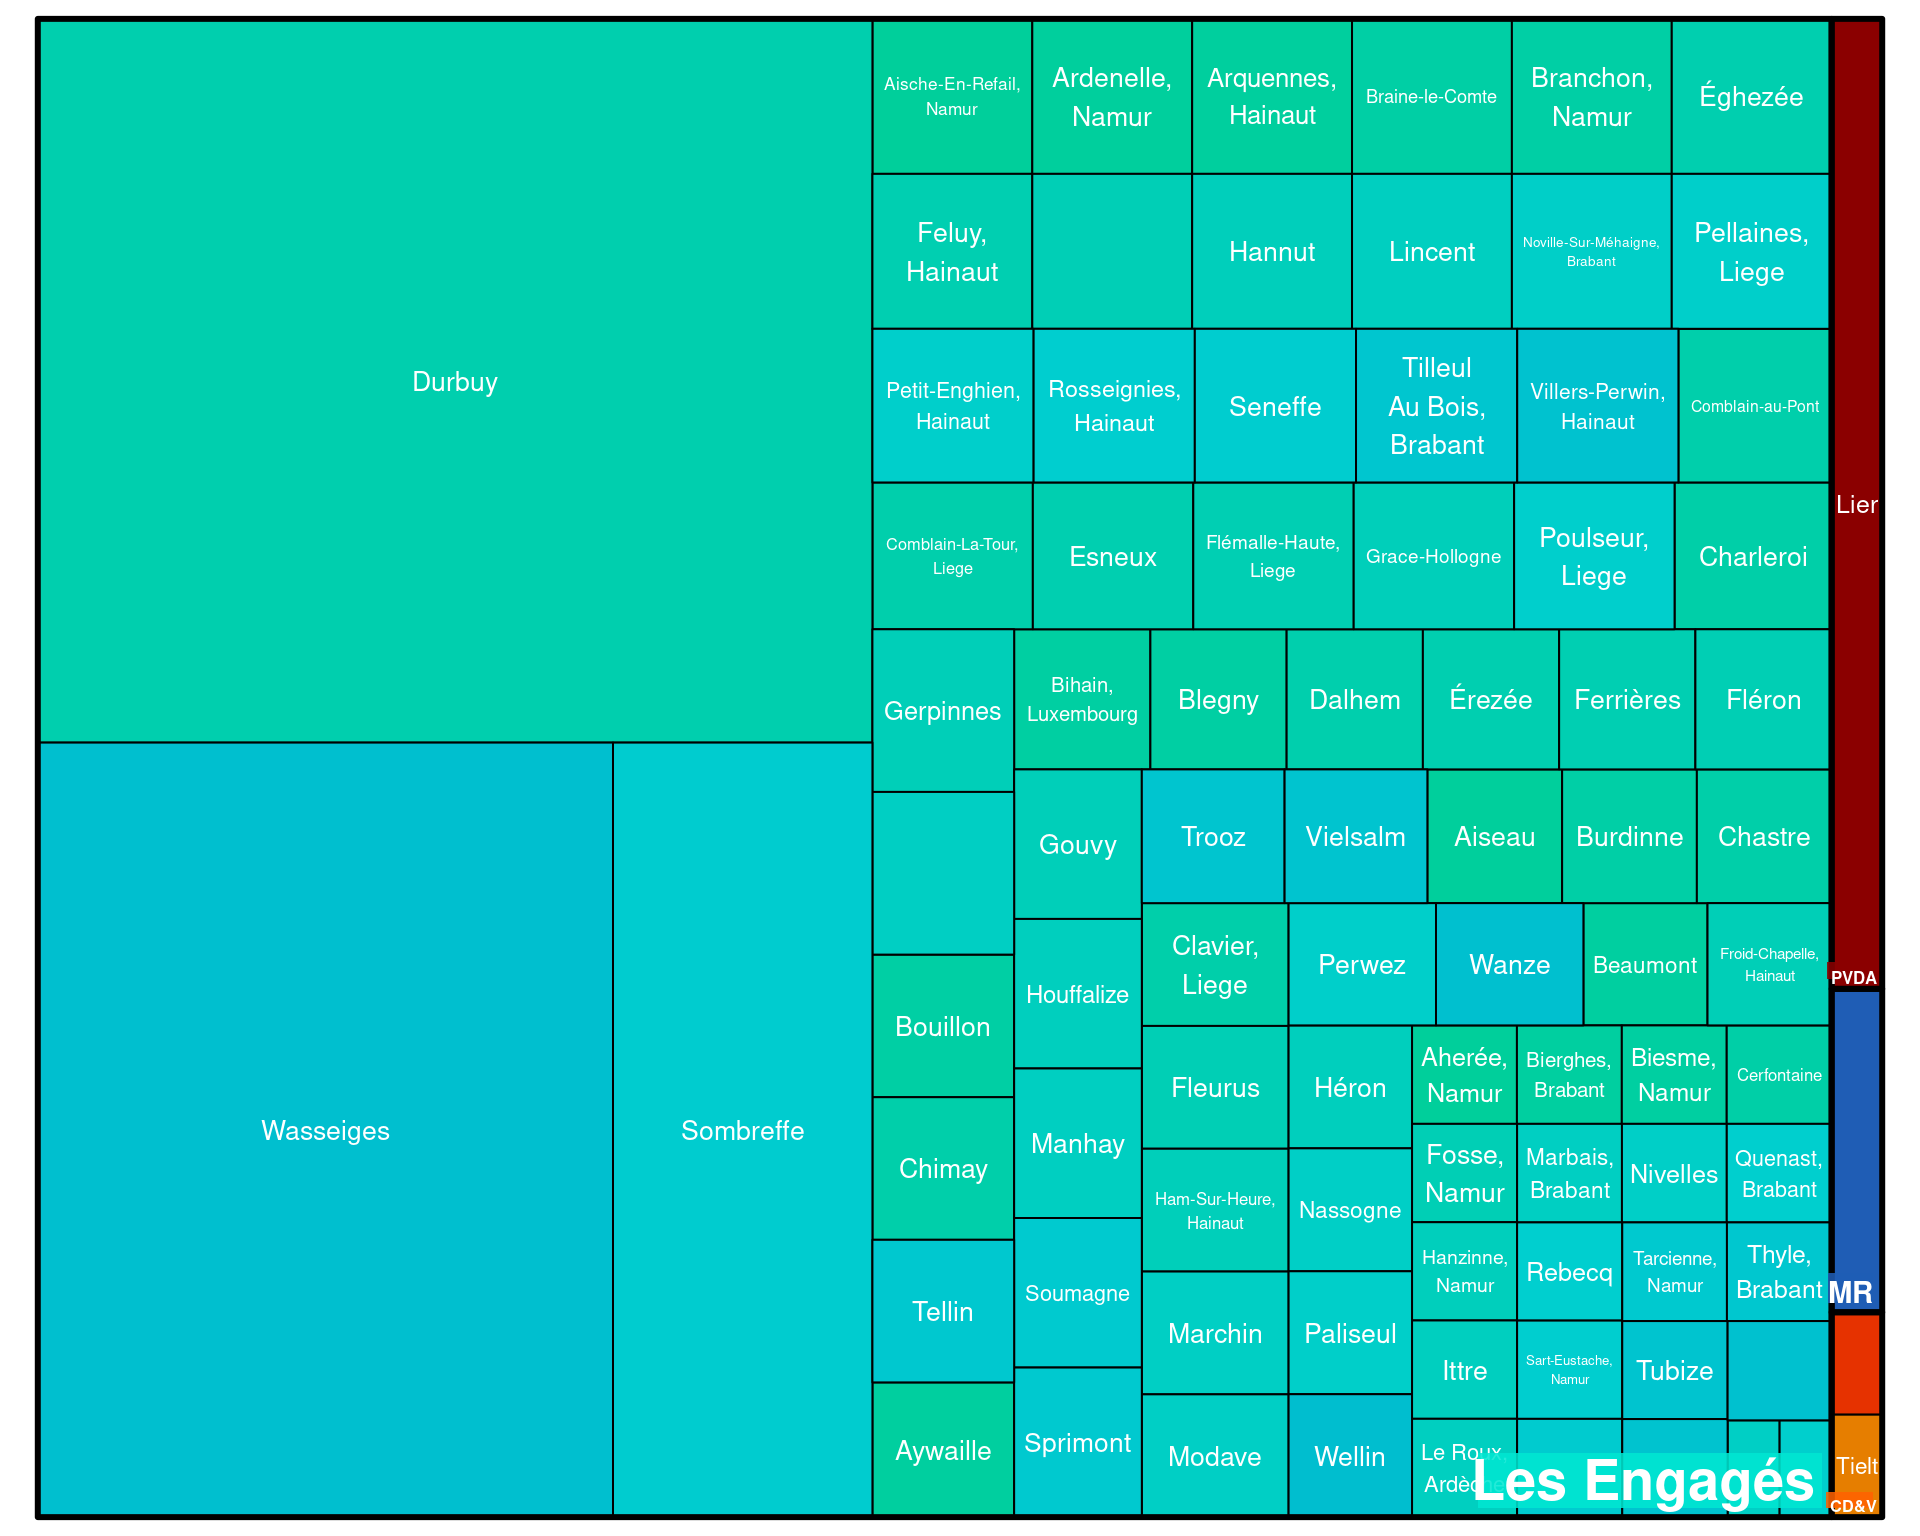 Durbuy
Wasseiges
Sombreffe
Aische-En-Refail,
Namur
Ardenelle,
Namur
Arquennes,
Hainaut
Braine-le-Comte
Branchon,
Namur
Éghezée
Feluy,
Hainaut
Hannut
Lincent
Noville-Sur-Méhaigne,
Brabant
Pellaines,
Liege
Petit-Enghien,
Hainaut
Rosseignies,
Hainaut
Seneffe
Tilleul
Au Bois,
Brabant
Villers-Perwin,
Hainaut
Comblain-au-Pont
Comblain-La-Tour,
Liege
Esneux
Flémalle-Haute,
Liege
Grace-Hollogne
Poulseur,
Liege
Charleroi
Gerpinnes
Bihain,
Luxembourg
Blegny
Dalhem
Érezée
Ferrières
Fléron
Gouvy
Trooz
Vielsalm
Aiseau
Burdinne
Chastre
Clavier,
Liege
Perwez
Wanze
Beaumont
Froid-Chapelle,
Hainaut
Bouillon
Houffalize
Chimay
Manhay
Tellin
Soumagne
Aywaille
Sprimont
Fleurus
Héron
Ham-Sur-Heure,
Hainaut
Nassogne
Marchin
Paliseul
Modave
Wellin
Aherée,
Namur
Bierghes,
Brabant
Biesme,
Namur
Cerfontaine
Fosse,
Namur
Marbais,
Brabant
Nivelles
Quenast,
Brabant
Hanzinne,
Namur
Rebecq
Tarcienne,
Namur
Thyle,
Brabant
Ittre
Sart-Eustache,
Namur
Tubize
Le Roux,
Ardèche
Les Engagés
Lier
PVDA
MR
Tielt
CD&V